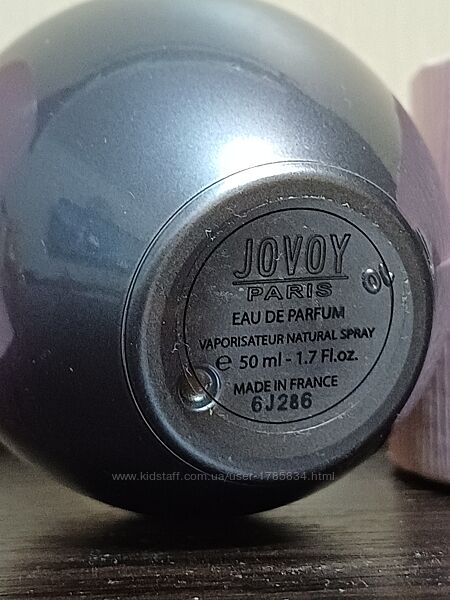 JOVOY
PARIS
EAU DE PARFUM
VAPORISATEUR NATURAL SPRAY
℮ 50 ml - 1.7 Fl.oz.
MADE IN FRANCE
6J286
www.kidstaff.com.ua/user-1785834.html